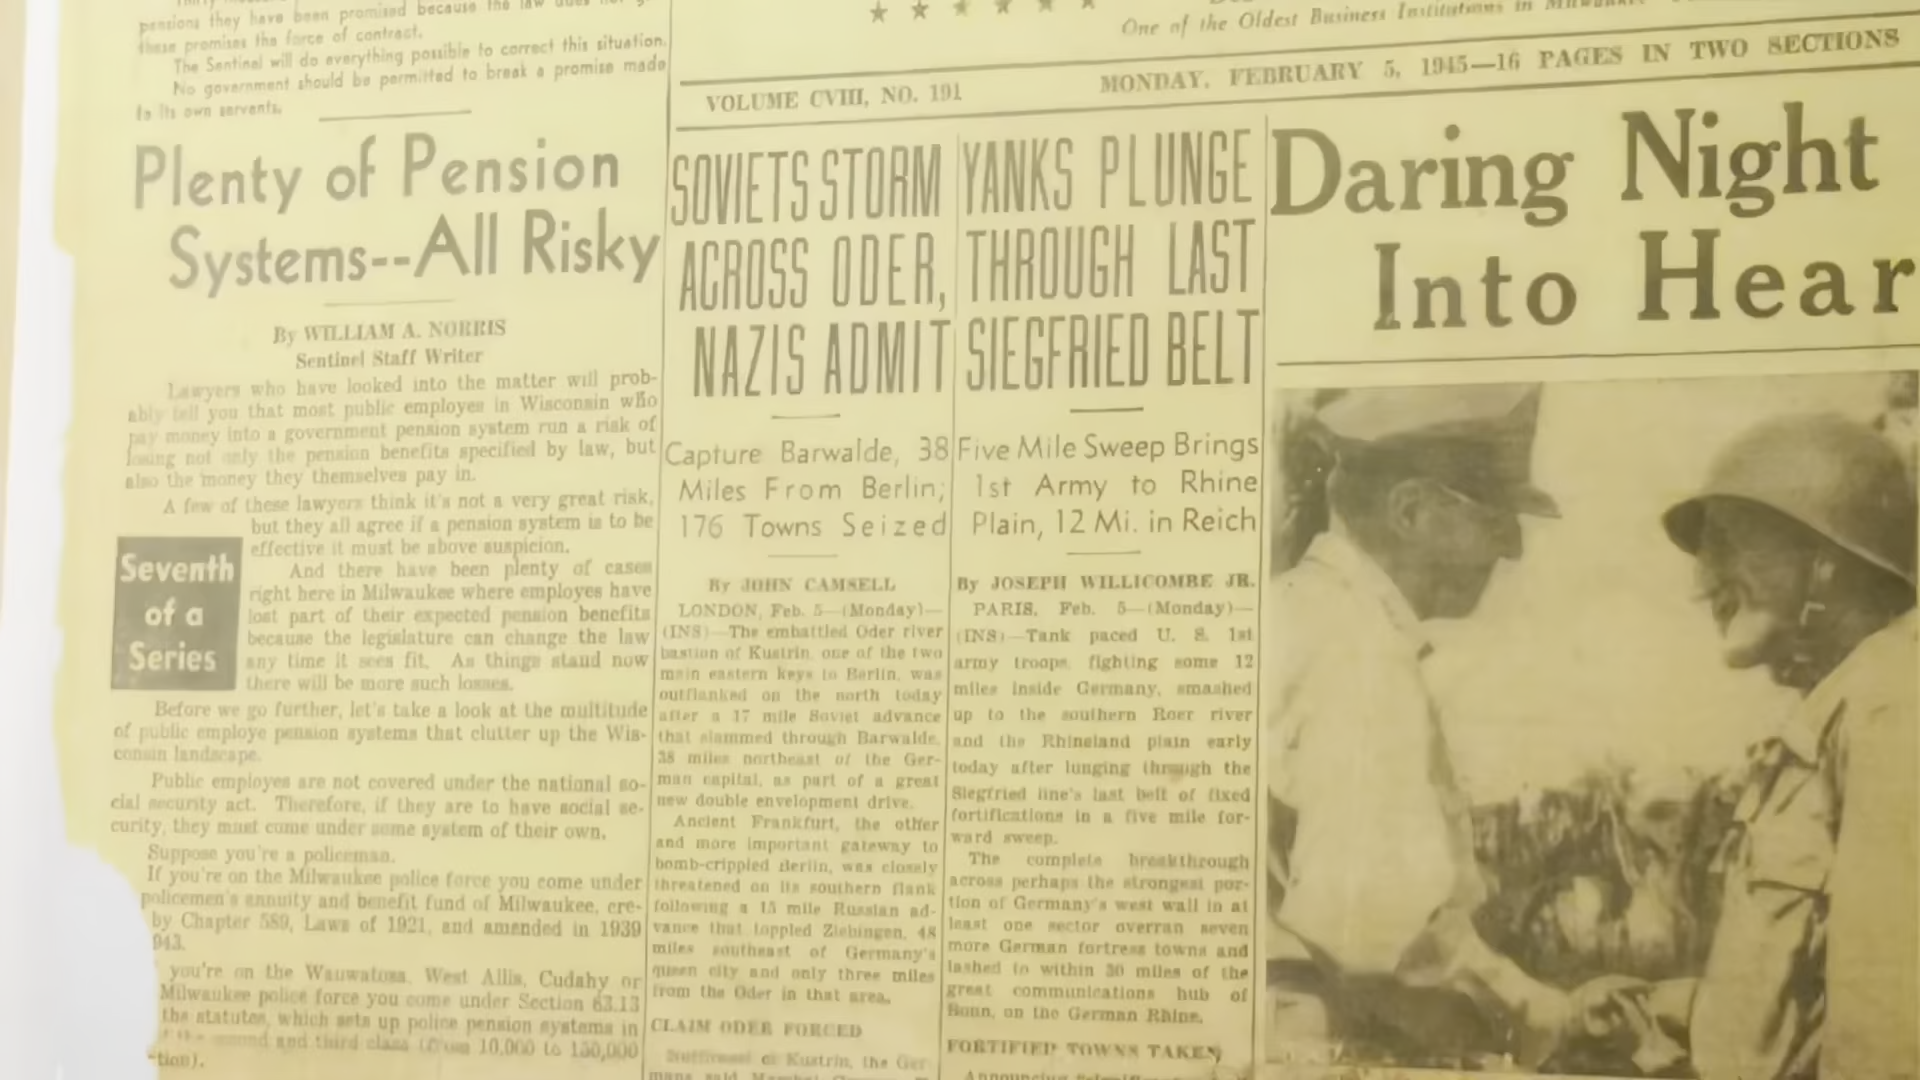 pensions they have been promised because the law does not
these promises the force of contract.
The Sentinel will do everything possible to correct this situation.
No government should be permitted to break a promise made
to its own servants.
Plenty of Pension
Systems--All Risky
By WILLIAM A. NORRIS
Sentinel Staff Writer
Lawyers who have looked into the matter will prob-
ably tell you that most public employes in Wisconsin who
pay money into a government pension system run a risk of
losing not only the pension benefits specified by law, but
also the money they themselves pay in.
A few of these lawyers think it's not a very great risk,
but they all agree if a pension system is to be
effective it must be above suspicion.
Seventh
of a
Series
And there have been plenty of cases
right here in Milwaukee where employes have
lost part of their expected pension benefits
because the legislature can change the law
any time it sees fit. As things stand now
there will be more such losses.
Before we go further, let's take a look at the multitude
of public employe pension systems that clutter up the Wis-
consin landscape.
Public employes are not covered under the national so-
cial security act. Therefore, if they are to have social se-
curity, they must come under some system of their own.
Suppose you're a policeman.
If you're on the Milwaukee police force you come under
policemen's annuity and benefit fund of Milwaukee, cre-
by Chapter 589, Laws of 1921, and amended in 1939
943.
you're on the Wauwatosa, West Allis, Cudahy or
Milwaukee police force you come under Section 63.13
the statutes, which sets up police pension systems in
and third class (from 10,000 to 150,000
tion).
One of the Oldest Business Institutions in
VOLUME CVIII, NO. 191
MONDAY, FEBRUARY 5, 1945—16 PAGES IN TWO SECTIONS
SOVIETS STORM
ACROSS ODER,
NAZIS ADMIT
Capture Barwalde, 38
Miles From Berlin;
176 Towns Seized
By JOHN CAMSELL
LONDON, Feb. 5—(Monday)—
(INS)—The embattled Oder river
bastion of Kustrin, one of the two
main eastern keys to Berlin, was
outflanked on the north today
after a 17 mile Soviet advance
that slammed through Barwalde,
38 miles northeast of the Ger-
man capital, as part of a great
new double envelopment drive.
Ancient Frankfurt, the other
and more important gateway to
bomb-crippled Berlin, was closely
threatened on its southern flank
following a 15 mile Russian ad-
vance that toppled Ziebingen, 48
miles southeast of Germany's
queen city and only three miles
from the Oder in that area.
CLAIM ODER FORCED
of Kustrin, the Ger-
mans said
YANKS PLUNGE
THROUGH LAST
SIEGFRIED BELT
Five Mile Sweep Brings
1st Army to Rhine
Plain, 12 Mi. in Reich
By JOSEPH WILLICOMBE JR.
PARIS, Feb. 5—(Monday)—
(INS)—Tank paced U. S. 1st
army troops, fighting some 12
miles inside Germany, smashed
up to the southern Roer river
and the Rhineland plain early
today after lunging through the
Siegfried line's last belt of fixed
fortifications in a five mile for-
ward sweep.
The complete breakthrough
across perhaps the strongest por-
tion of Germany's west wall in at
least one sector overran seven
more German fortress towns and
lashed to within 30 miles of the
great communications hub of
Bonn, on the German Rhine.
FORTIFIED TOWNS TAKEN
Daring Night
Into Hear